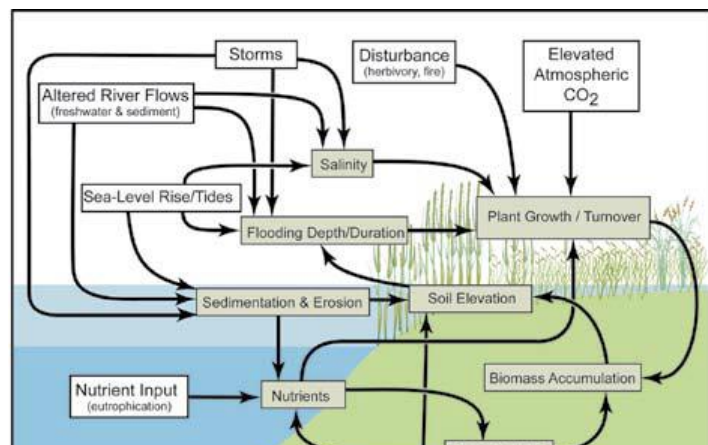 Storms
Disturbance
(herbivory, fire)
Elevated
Atmospheric
CO2
Altered River Flows
(freshwater & sediment)
Salinity
Sea-Level Rise/Tides
Plant Growth / Turnover
Flooding Depth/Duration
Sedimentation & Erosion
Soil Elevation
Nutrient Input
(eutrophication)
Nutrients
Biomass Accumulation